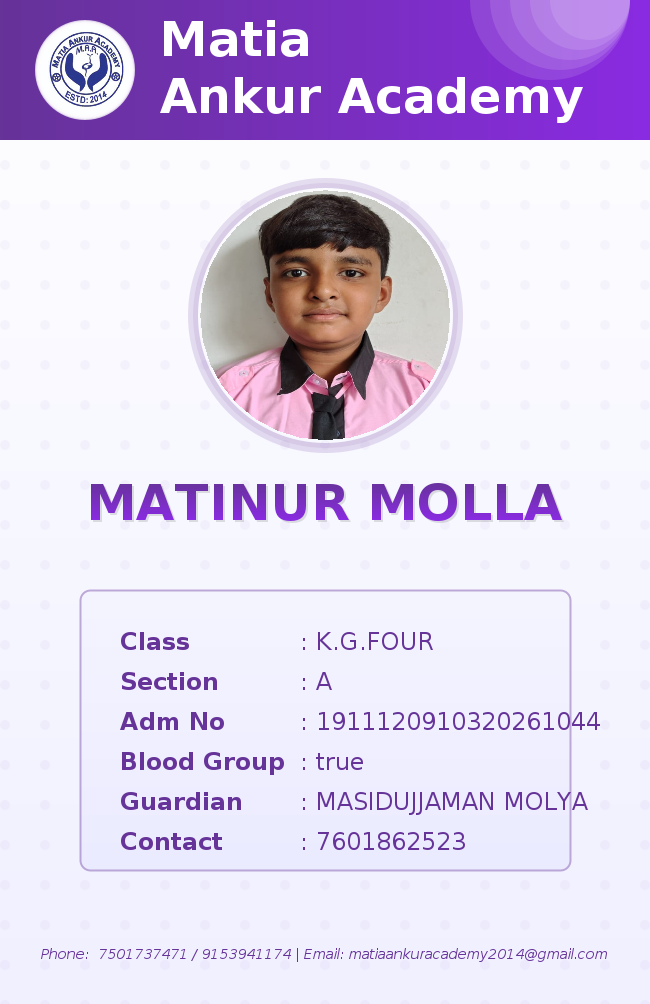 Matia
Ankur Academy
MATIA ANKUR ACADEMY
M.A.A
ESTD: 2014
MATINUR MOLLA
Class : K.G.FOUR
Section : A
Adm No : 1911120910320261044
Blood Group : true
Guardian : MASIDUJJAMAN MOLYA
Contact : 7601862523
Phone: 7501737471 / 9153941174 | Email: matiaankuracademy2014@gmail.com